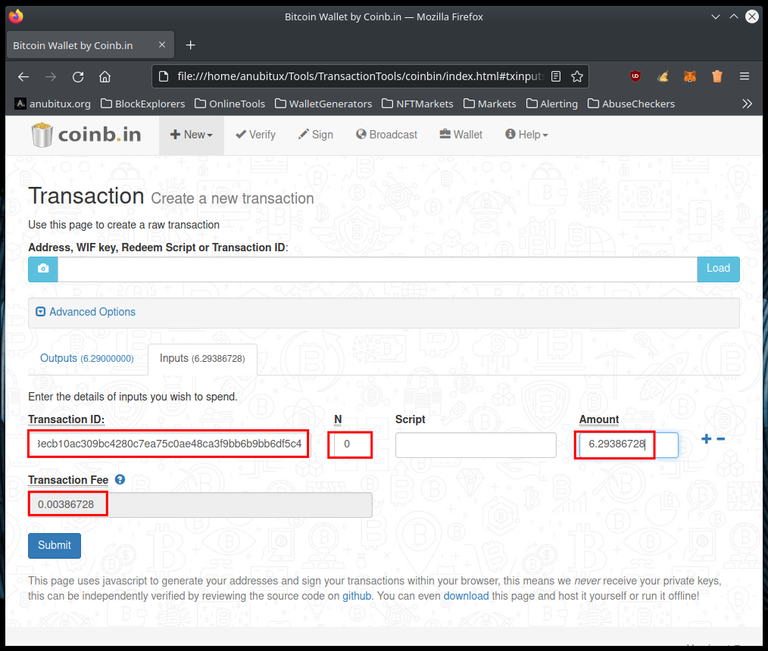 Bitcoin Wallet by Coinb.in — Mozilla Firefox
Bitcoin Wallet by Coinb.in
file:///home/anubitux/Tools/TransactionTools/coinbin/index.html#txinput
anubitux.org BlockExplorers OnlineTools WalletGenerators NFTMarkets Markets Alerting AbuseCheckers
coinb.in New Verify Sign Broadcast Wallet Help
Transaction Create a new transaction
Use this page to create a raw transaction
Address, WIF key, Redeem Script or Transaction ID:
Load
Advanced Options
Outputs (6.29000000) Inputs (6.29386728)
Enter the details of inputs you wish to spend.
Transaction ID: N Script Amount
ecb10ac309bc4280c7ea75c0ae48ca3f9bb6b9bb6df5c4 0 6.29386728
Transaction Fee
0.00386728
Submit
This page uses javascript to generate your addresses and sign your transactions within your browser, this means we never receive your private keys,
this can be independently verified by reviewing the source code on github. You can even download this page and host it yourself or run it offline!